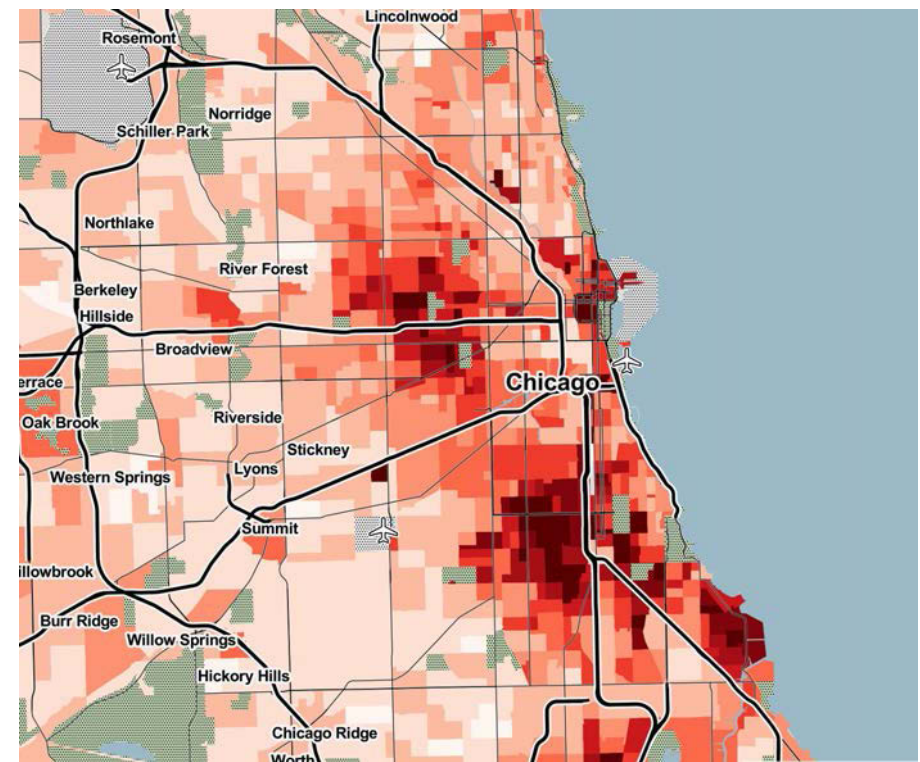 Lincolnwood
Rosemont
Norridge
Schiller Park
Northlake
River Forest
Berkeley
Hillside
Broadview
Chicago
errace
Oak Brook
Riverside
Stickney
Lyons
Western Springs
Summit
illowbrook
Burr Ridge
Willow Springs
Hickory Hills
Chicago Ridge
Worth